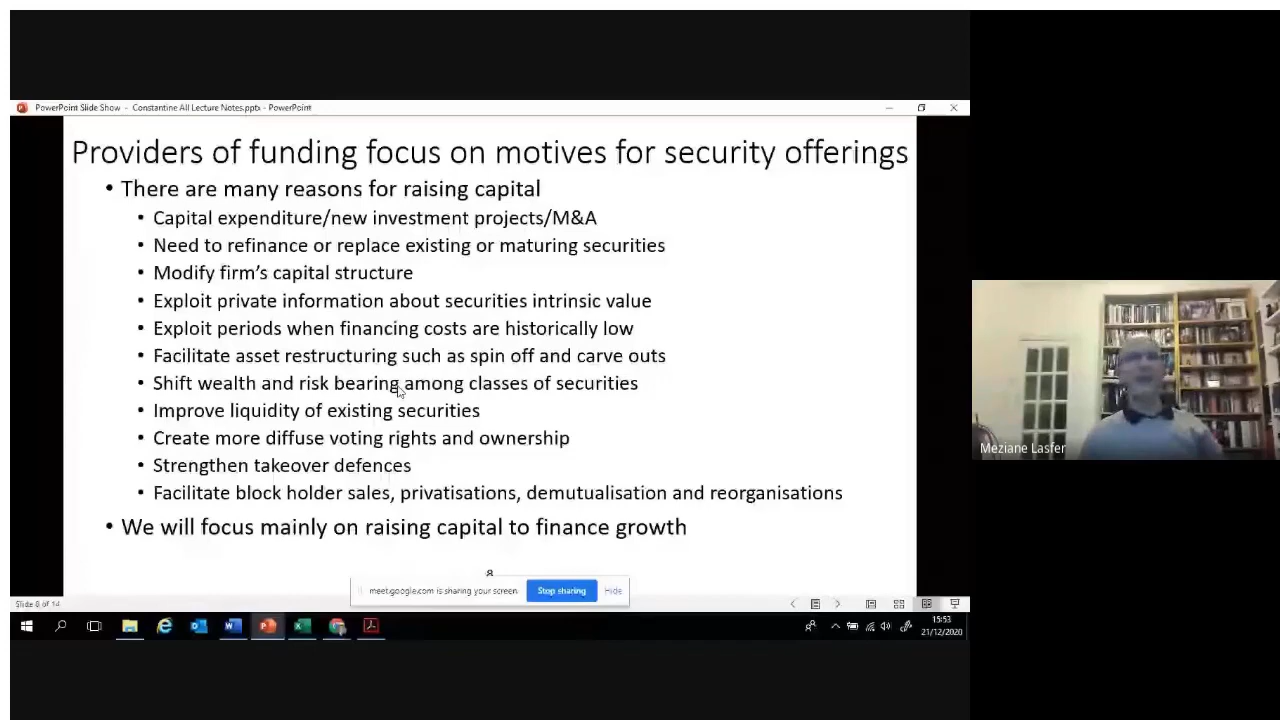 PowerPoint Slide Show - Constantine All Lecture Notes.pptx - PowerPoint
Providers of funding focus on motives for security offerings
• There are many reasons for raising capital
• Capital expenditure/new investment projects/M&A
• Need to refinance or replace existing or maturing securities
• Modify firm's capital structure
• Exploit private information about securities intrinsic value
• Exploit periods when financing costs are historically low
• Facilitate asset restructuring such as spin off and carve outs
• Shift wealth and risk bearing among classes of securities
• Improve liquidity of existing securities
• Create more diffuse voting rights and ownership
• Strengthen takeover defences
• Facilitate block holder sales, privatisations, demutualisation and reorganisations
• We will focus mainly on raising capital to finance growth
8
meet.google.com is sharing your screen
Stop sharing
Hide
Slide 8 of 14
15:53
21/12/2020
Meziane Lasfer